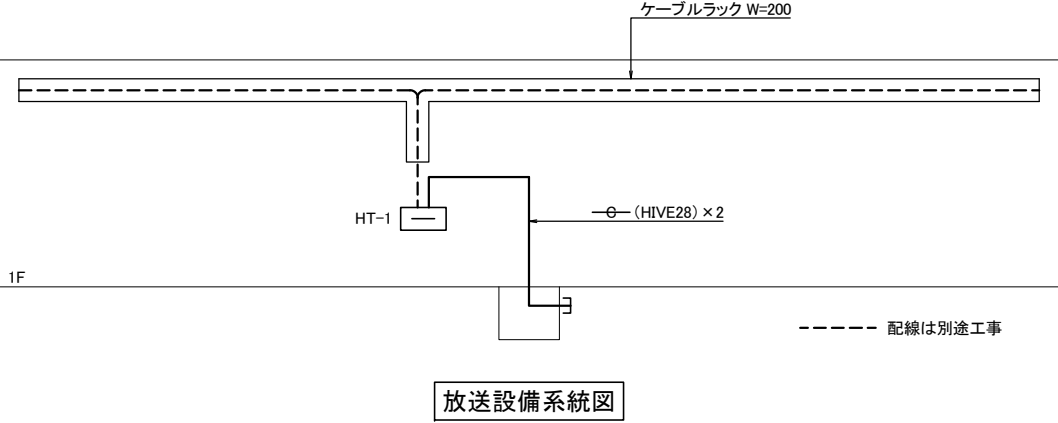 ケーブルラック W=200
HT-1
C (HIVE28)×2
1F
配線は別途工事
放送設備系統図